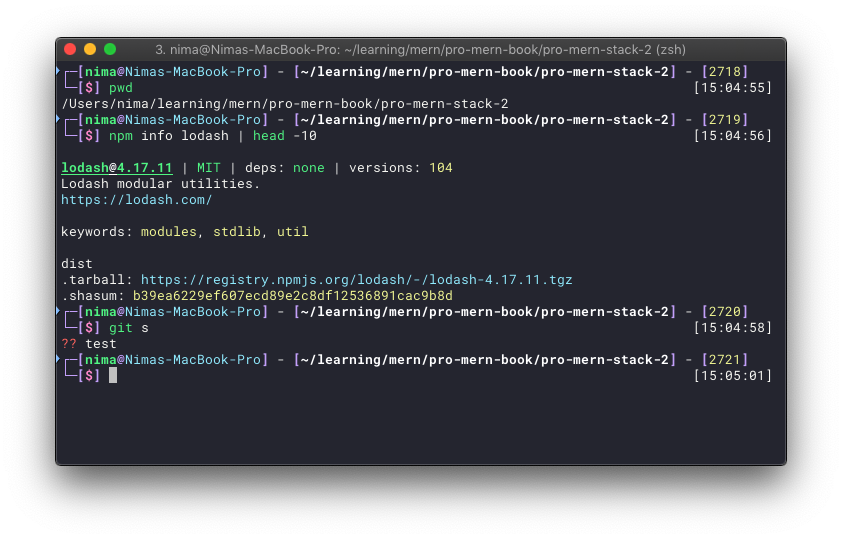 3. nima@Nimas-MacBook-Pro: ~/learning/mern/pro-mern-book/pro-mern-stack-2 (zsh)
┌─[nima@Nimas-MacBook-Pro] - [~/learning/mern/pro-mern-book/pro-mern-stack-2] - [2718]
└─[$] pwd [15:04:55]
/Users/nima/learning/mern/pro-mern-book/pro-mern-stack-2
┌─[nima@Nimas-MacBook-Pro] - [~/learning/mern/pro-mern-book/pro-mern-stack-2] - [2719]
└─[$] npm info lodash | head -10 [15:04:56]
lodash@4.17.11 | MIT | deps: none | versions: 104
Lodash modular utilities.
https://lodash.com/
keywords: modules, stdlib, util
dist
.tarball: https://registry.npmjs.org/lodash/-/lodash-4.17.11.tgz
.shasum: b39ea6229ef607ecd89e2c8df12536891cac9b8d
┌─[nima@Nimas-MacBook-Pro] - [~/learning/mern/pro-mern-book/pro-mern-stack-2] - [2720]
└─[$] git s [15:04:58]
?? test
┌─[nima@Nimas-MacBook-Pro] - [~/learning/mern/pro-mern-book/pro-mern-stack-2] - [2721]
└─[$] [15:05:01]